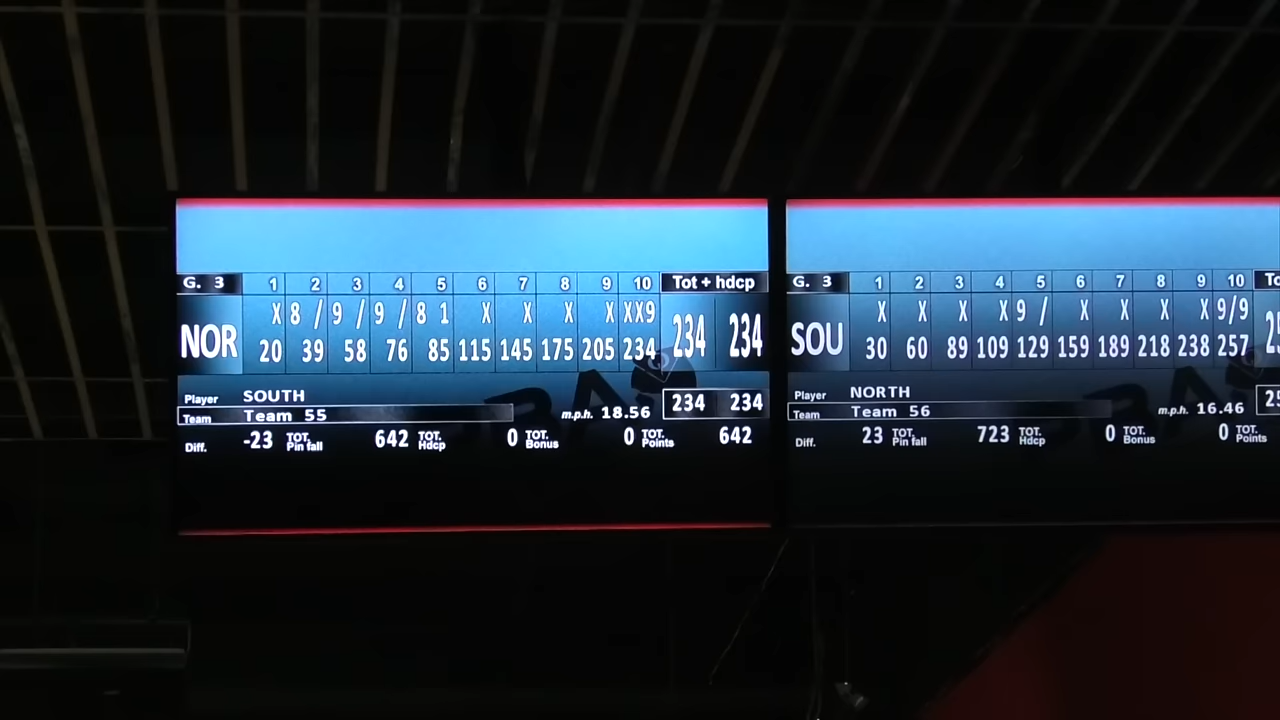 G. 3 1 2 3 4 5 6 7 8 9 10 Tot + hdcp
NOR X 8 / 9 / 9 / 8 1 X X X X XX9 234 234
20 39 58 76 85 115 145 175 205 234
Player SOUTH
Team Team 55 m.p.h. 18.56 234 234
Diff. -23 TOT. Pin fall 642 TOT. Hdcp 0 TOT. Bonus 0 TOT. Points 642
G. 3 1 2 3 4 5 6 7 8 9 10
SOU X X X X 9 / X X X X 9/9
30 60 89 109 129 159 189 218 238 257
Player NORTH
Team Team 56 m.p.h. 16.46
Diff. 23 TOT. Pin fall 723 TOT. Hdcp 0 TOT. Bonus 0 TOT. Points